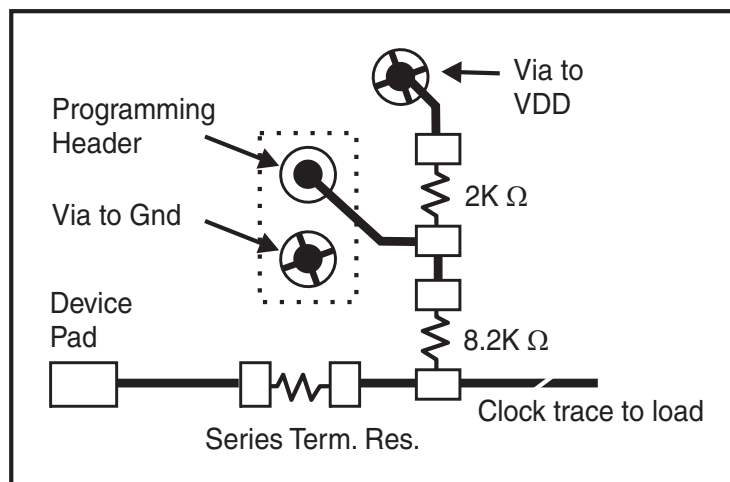 Via to
VDD
Programming
Header
2K Ω
Via to Gnd
Device
Pad
8.2K Ω
Clock trace to load
Series Term. Res.